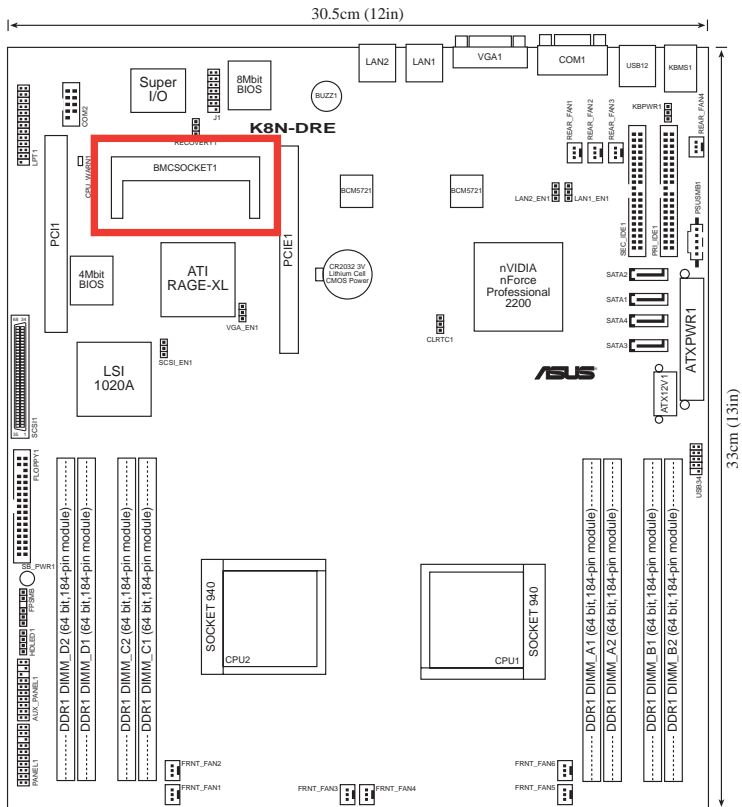 30.5cm (12in)
LAN2
LAN1
VGA1
COM1
USB12
KBMS1
Super
I/O
8Mbit
BIOS
BUZZ1
J1
COM2
LPT1
K8N-DRE
RECOVERY1
CPU_WARN1
BMCSOCKET1
REAR_FAN1
REAR_FAN2
REAR_FAN3
KBPWR1
REAR_FAN4
PSUSMB1
BCM5721
BCM5721
LAN2_EN1
LAN1_EN1
SEC_IDE1
PRI_IDE1
PCI1
PCIE1
4Mbit
BIOS
ATI
RAGE-XL
VGA_EN1
CR2032 3V
Lithium Cell
CMOS Power
nVIDIA
nForce
Professional
2200
SATA2
SATA1
SATA4
SATA3
ATXPWR1
CLRTC1
LSI
1020A
SCSI_EN1
68 34
35 1
SCSI1
ASUS
ATX12V1
33cm (13in)
USB34
FLOPPY1
SB_PWR1
FPSMB
HDLED1
AUX_PANEL1
PANEL1
DDR1 DIMM_D2 (64 bit,184-pin module)
DDR1 DIMM_D1 (64 bit,184-pin module)
DDR1 DIMM_C2 (64 bit,184-pin module)
DDR1 DIMM_C1 (64 bit,184-pin module)
SOCKET 940
CPU2
CPU1
SOCKET 940
DDR1 DIMM_A1 (64 bit,184-pin module)
DDR1 DIMM_A2 (64 bit,184-pin module)
DDR1 DIMM_B1 (64 bit,184-pin module)
DDR1 DIMM_B2 (64 bit,184-pin module)
FRNT_FAN2
FRNT_FAN1
FRNT_FAN3
FRNT_FAN4
FRNT_FAN6
FRNT_FAN5